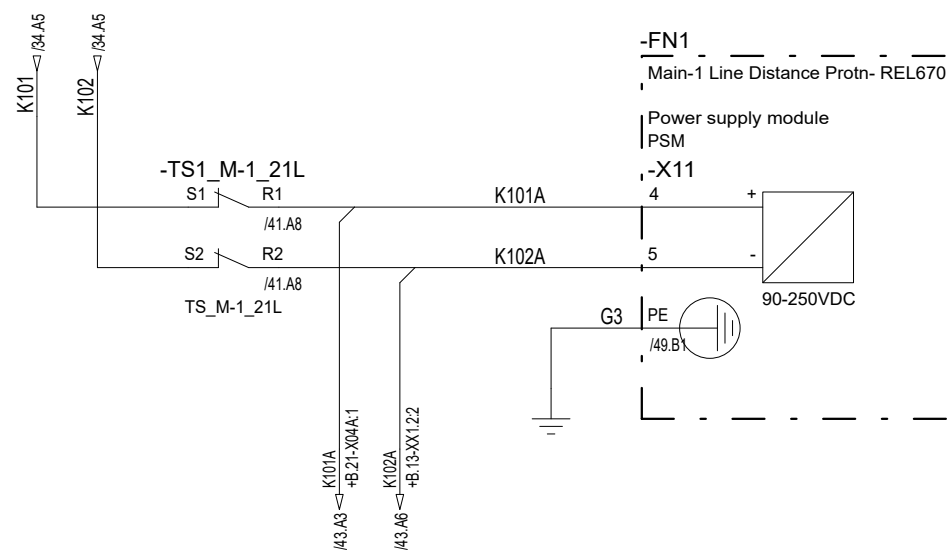 /34.A5
/34.A5
K101
K102
-FN1
Main-1 Line Distance Protn- REL670
Power supply module
PSM
-TS1_M-1_21L
-X11
S1
R1
K101A
4
+
/41.A8
S2
R2
K102A
5
-
/41.A8
TS_M-1_21L
90-250VDC
G3
PE
/49.B1
K101A
+B.21-X04A:1
K102A
+B.13-XX1.2:2
/43.A3
/43.A6